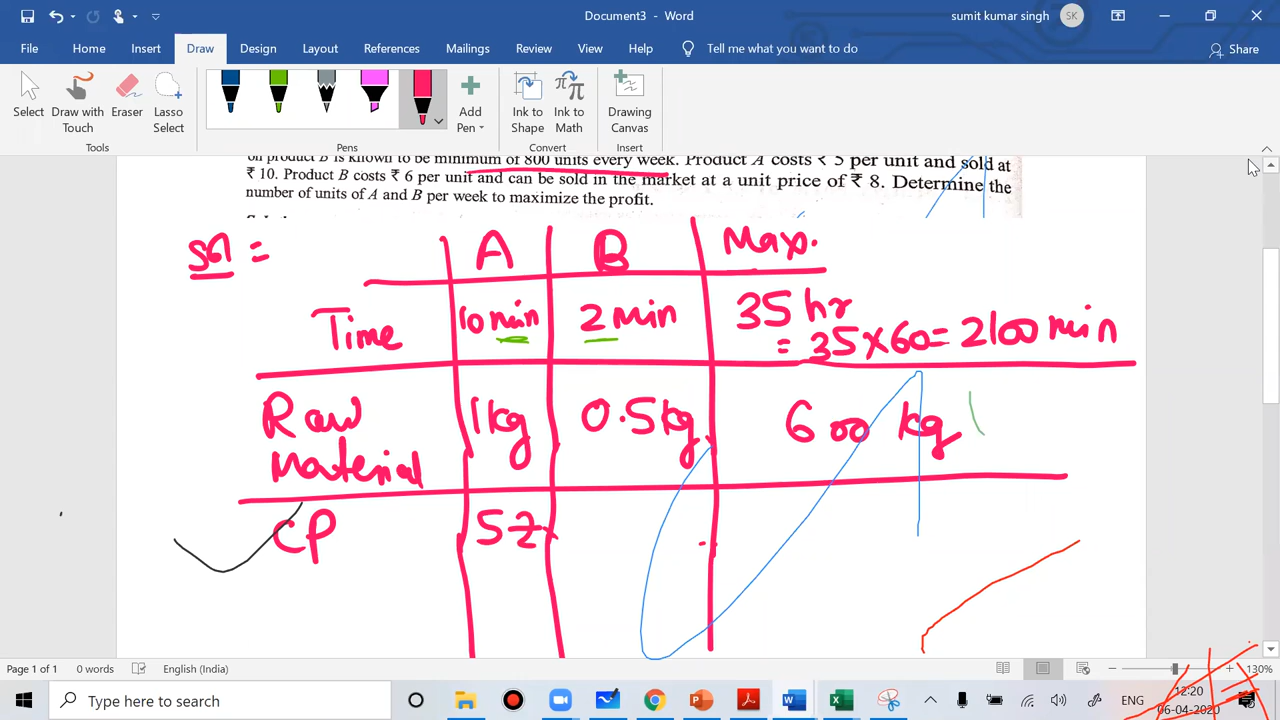 Document3 - Word
sumit kumar singh
SK
File Home Insert Draw Design Layout References Mailings Review View Help Tell me what you want to do Share
Select Draw with Touch Eraser Lasso Select Add Pen Ink to Shape Ink to Math Drawing Canvas
Tools Pens Convert Insert
on product B is known to be minimum of 800 units every week. Product A costs ₹ 5 per unit and sold at
₹ 10. Product B costs ₹ 6 per unit and can be sold in the market at a unit price of ₹ 8. Determine the
number of units of A and B per week to maximize the profit.
Sol = A B Max.
Time 10 min 2 min 35 hr
= 35×60= 2100 min
Raw Material 1kg 0.5kg 600 kg
CP 5
Page 1 of 1 0 words English (India) 130%
Type here to search
ENG 12:20
06-04-2020